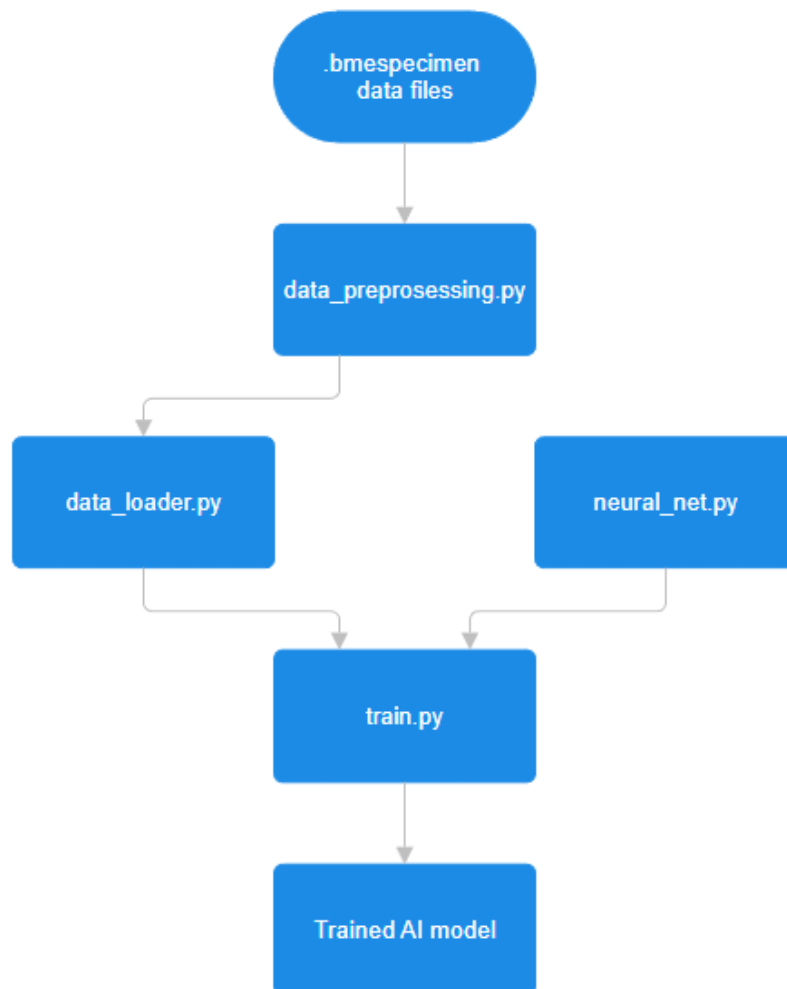 .bmespecimen
data files
data_preprosessing.py
data_loader.py
neural_net.py
train.py
Trained AI model